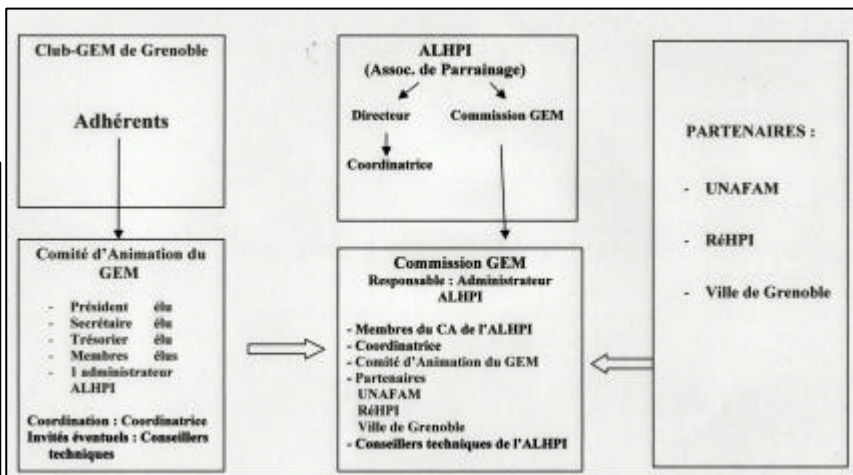 Club-GEM de Grenoble
Adhérents
ALHPI
(Assoc. de Parrainage)
Directeur
Commission GEM
Coordinatrice
PARTENAIRES :
- UNAFAM
- RéHPI
- Ville de Grenoble
Comité d'Animation du
GEM
- Président élu
- Secrétaire élu
- Trésorier élu
- Membres élus
- 1 administrateur
ALHPI
Coordination : Coordinatrice
Invités éventuels : Conseillers
techniques
Commission GEM
Responsable : Administrateur
ALHPI
- Membres du CA de l'ALHPI
- Coordinatrice
- Comité d'Animation du GEM
- Partenaires
UNAFAM
RéHPI
Ville de Grenoble
- Conseillers techniques de l'ALHPI